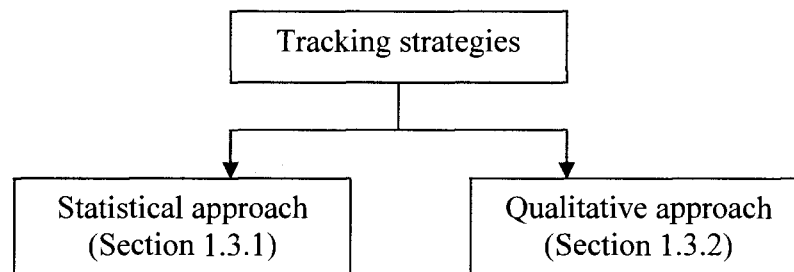 Tracking strategies
Statistical approach
(Section 1.3.1)
Qualitative approach
(Section 1.3.2)